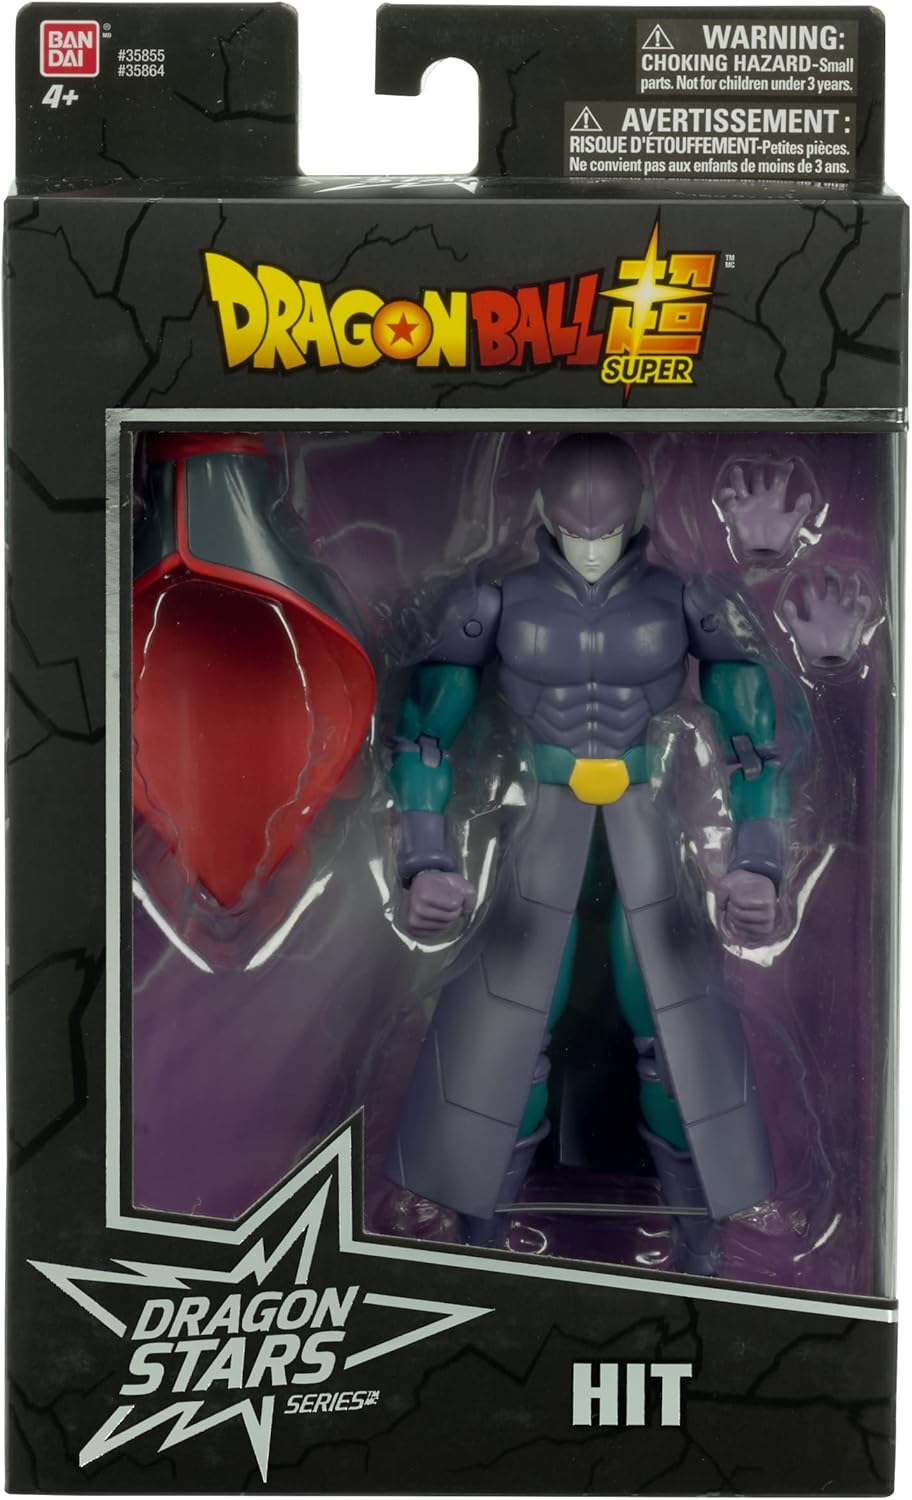 BAN
DAI
® MD
#35855
#35864
4+
WARNING:
CHOKING HAZARD-Small
parts. Not for children under 3 years.
AVERTISSEMENT :
RISQUE D'ÉTOUFFEMENT-Petites pièces.
Ne convient pas aux enfants de moins de 3 ans.
DRAGON BALL 超
SUPER
TM
MC
DRAGON
STARS
SERIES TM MC
HIT